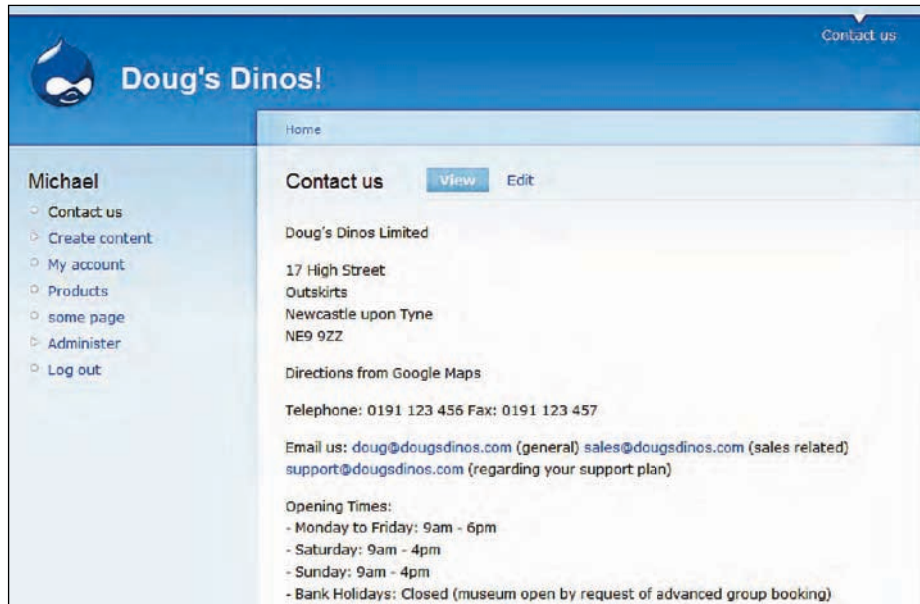 Contact us
Doug's Dinos!
Home
Michael
Contact us
Create content
My account
Products
some page
Administer
Log out
Contact us
View
Edit
Doug's Dinos Limited
17 High Street
Outskirts
Newcastle upon Tyne
NE9 9ZZ
Directions from Google Maps
Telephone: 0191 123 456 Fax: 0191 123 457
Email us: doug@dougsdinos.com (general) sales@dougsdinos.com (sales related)
support@dougsdinos.com (regarding your support plan)
Opening Times:
- Monday to Friday: 9am - 6pm
- Saturday: 9am - 4pm
- Sunday: 9am - 4pm
- Bank Holidays: Closed (museum open by request of advanced group booking)